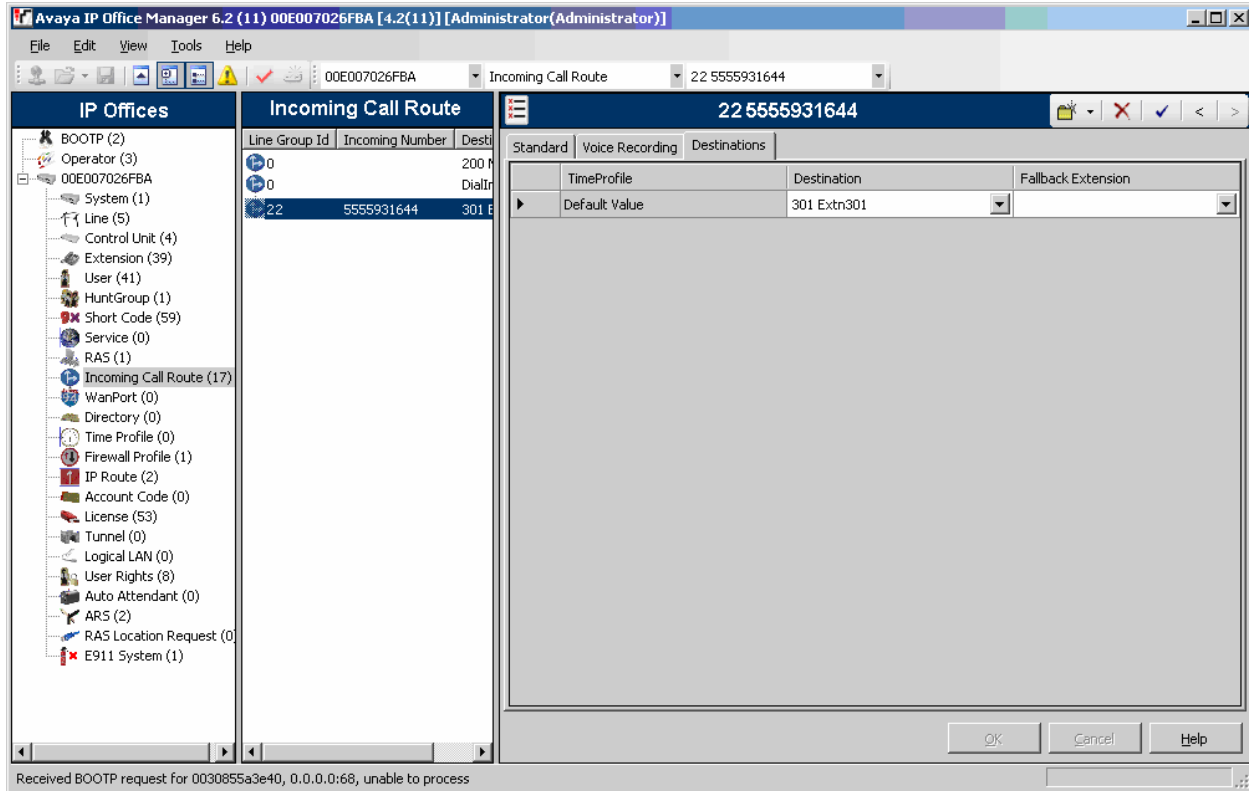 Avaya IP Office Manager 6.2 (11) 00E007026FBA [4.2(11)] [Administrator(Administrator)]
File Edit View Tools Help
00E007026FBA Incoming Call Route 22 5555931644
IP Offices
BOOTP (2)
Operator (3)
00E007026FBA
System (1)
Line (5)
Control Unit (4)
Extension (39)
User (41)
HuntGroup (1)
Short Code (59)
Service (0)
RAS (1)
Incoming Call Route (17)
WanPort (0)
Directory (0)
Time Profile (0)
Firewall Profile (1)
IP Route (2)
Account Code (0)
License (53)
Tunnel (0)
Logical LAN (0)
User Rights (8)
Auto Attendant (0)
ARS (2)
RAS Location Request (0
E911 System (1)
Incoming Call Route
Line Group Id Incoming Number Desti
0 200
0 DialIn
22 5555931644 301 E
22 5555931644
Standard Voice Recording Destinations
TimeProfile Destination Fallback Extension
Default Value 301 Extn301
OK Cancel Help
Received BOOTP request for 0030855a3e40, 0.0.0.0:68, unable to process